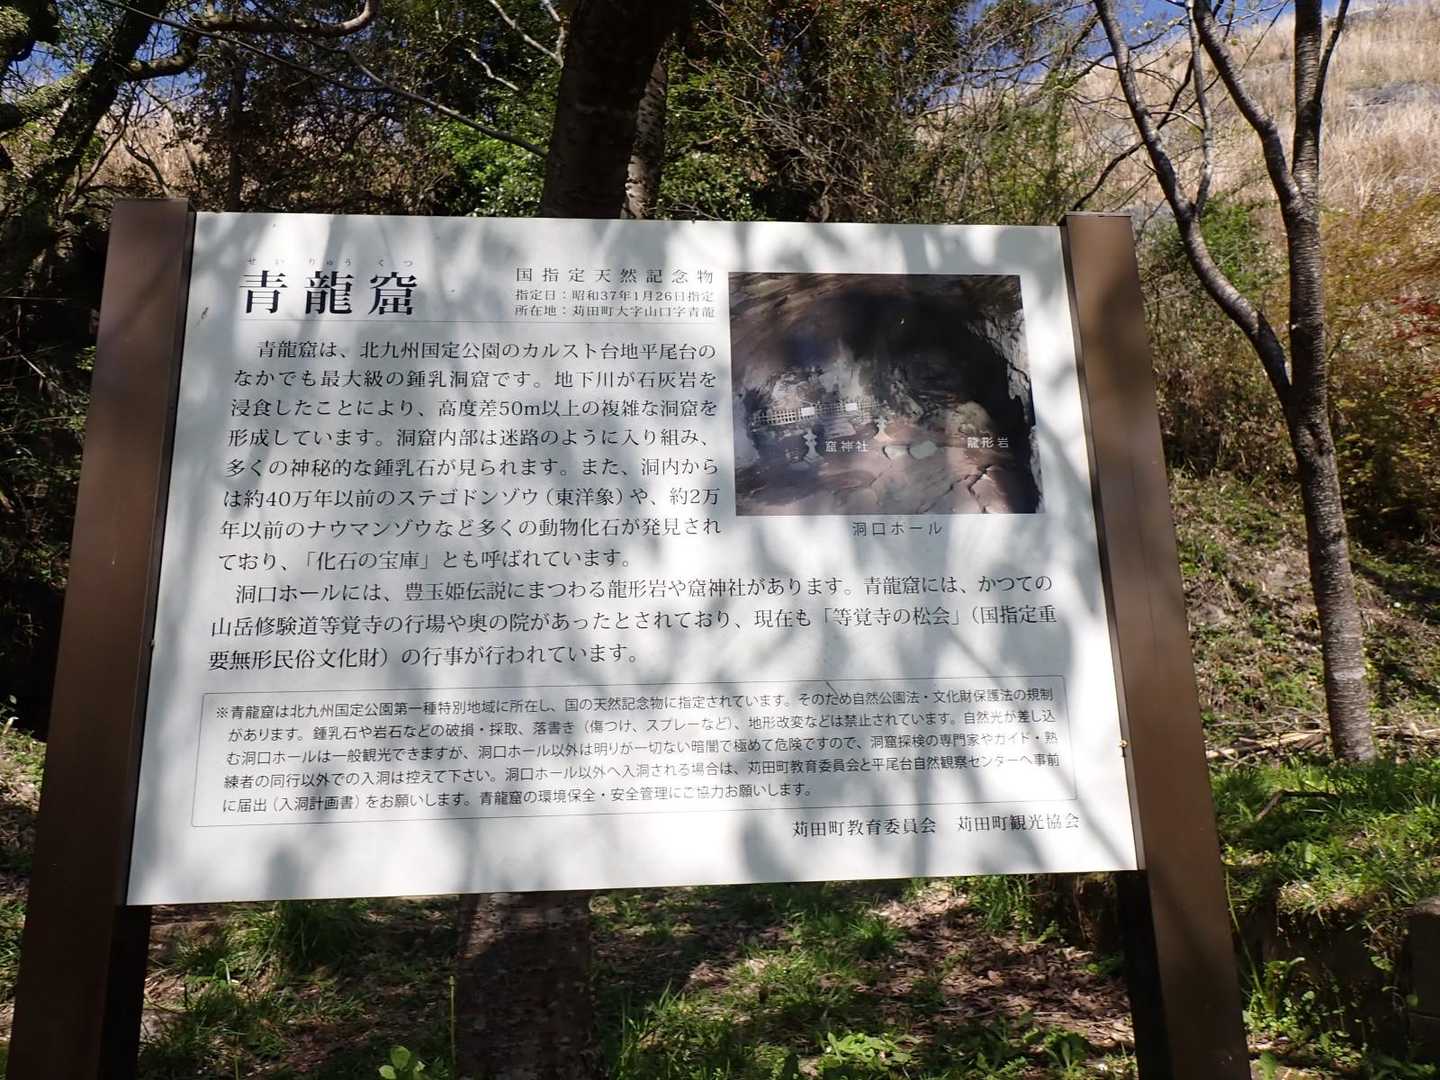 せいりゅうくつ
青龍窟
国指定天然記念物
指定日：昭和37年1月26日指定
所在地：苅田町大字山口字青龍
青龍窟は、北九州国定公園のカルスト台地平尾台の
なかでも最大級の鍾乳洞窟です。地下川が石灰岩を
浸食したことにより、高度差50m以上の複雑な洞窟を
形成しています。洞窟内部は迷路のように入り組み、
多くの神秘的な鍾乳石が見られます。また、洞内から
は約40万年以前のステゴドンゾウ（東洋象）や、約2万
年以前のナウマンゾウなど多くの動物化石が発見され
ており、「化石の宝庫」とも呼ばれています。
洞口ホールには、豊玉姫伝説にまつわる龍形岩や窟神社があります。青龍窟には、かつての
山岳修験道等覚寺の行場や奥の院があったとされており、現在も「等覚寺の松会」（国指定重
要無形民俗文化財）の行事が行われています。
窟神社
龍形岩
洞口ホール
※青龍窟は北九州国定公園第一種特別地域に所在し、国の天然記念物に指定されています。そのため自然公園法・文化財保護法の規制
があります。鍾乳石や岩石などの破損・採取、落書き（傷つけ、スプレーなど）、地形改変などは禁止されています。自然光が差し込
む洞口ホールは一般観光できますが、洞口ホール以外は明りが一切ない暗闇で極めて危険ですので、洞窟探検の専門家やガイド・熟
練者の同行以外での入洞は控えて下さい。洞口ホール以外へ入洞される場合は、苅田町教育委員会と平尾台自然観察センターへ事前
に届出（入洞計画書）をお願いします。青龍窟の環境保全・安全管理にご協力お願いします。
苅田町教育委員会　苅田町観光協会